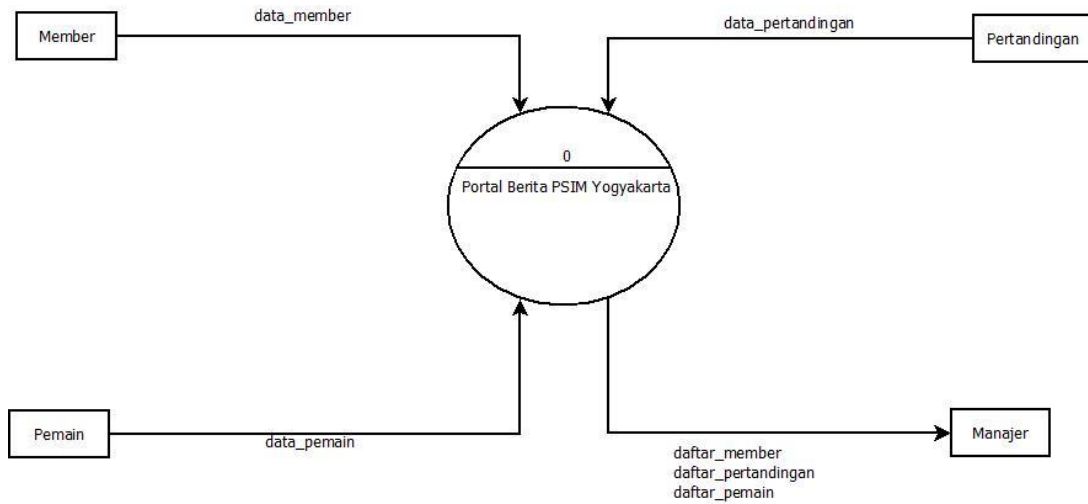 data_member
Member
data_pertandingan
Pertandingan
0
Portal Berita PSIM Yogyakarta
Pemain
data_pemain
Manajer
daftar_member
daftar_pertandingan
daftar_pemain